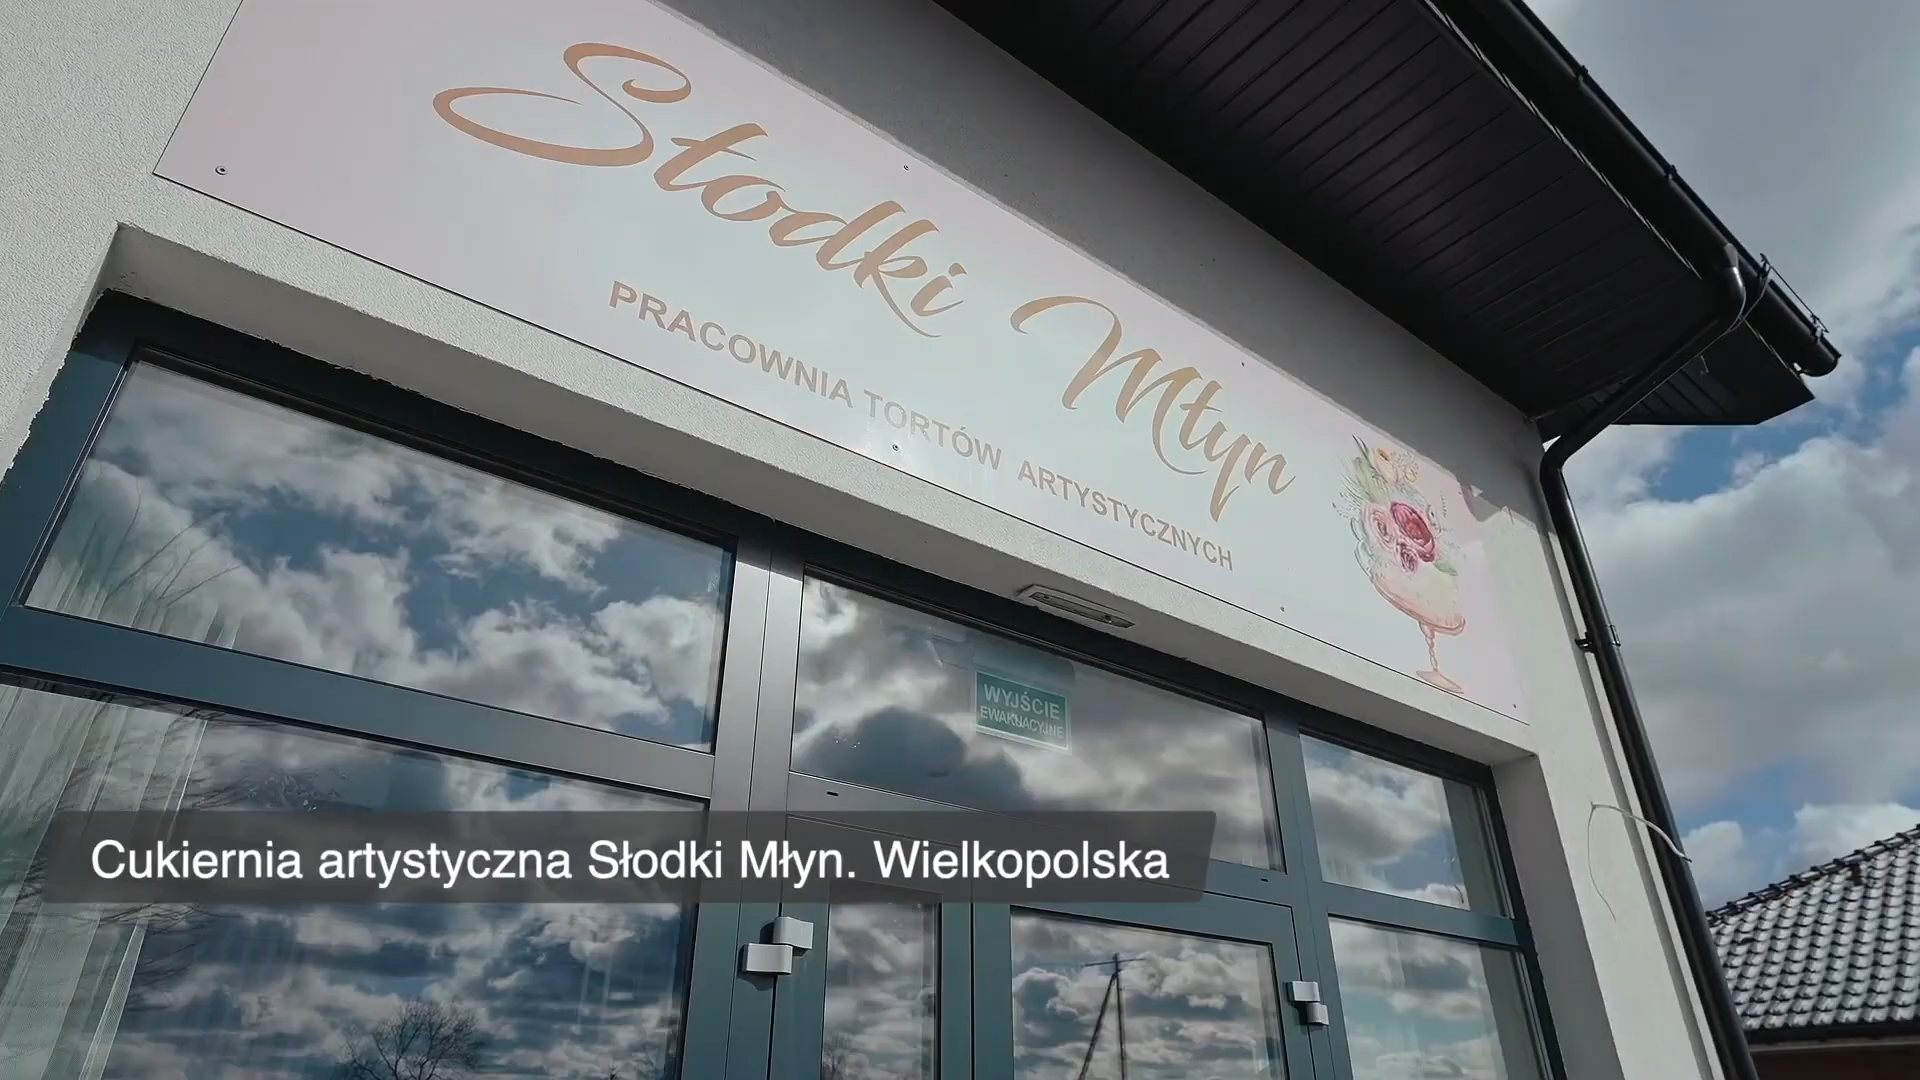 Słodki Młyn
PRACOWNIA TORTÓW ARTYSTYCZNYCH
WYJŚCIE
EWAKUACYJNE
Cukiernia artystyczna Słodki Młyn. Wielkopolska